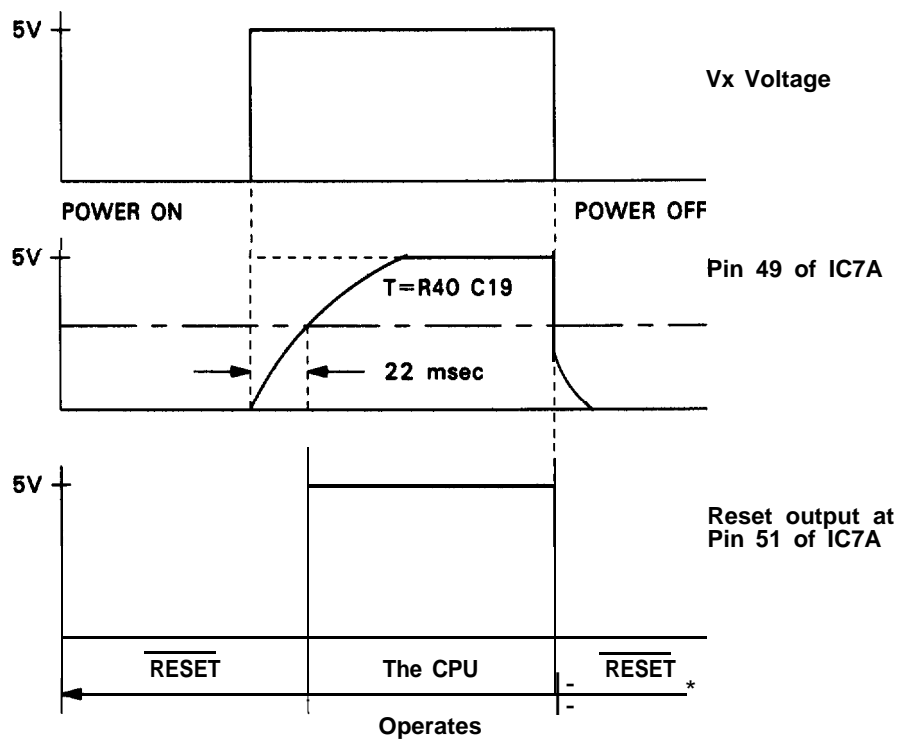 5V
Vx Voltage
POWER ON
POWER OFF
5V
Pin 49 of IC7A
T=R40 C19
22 msec
5V
Reset output at
Pin 51 of IC7A
RESET
The CPU
RESET
*
Operates